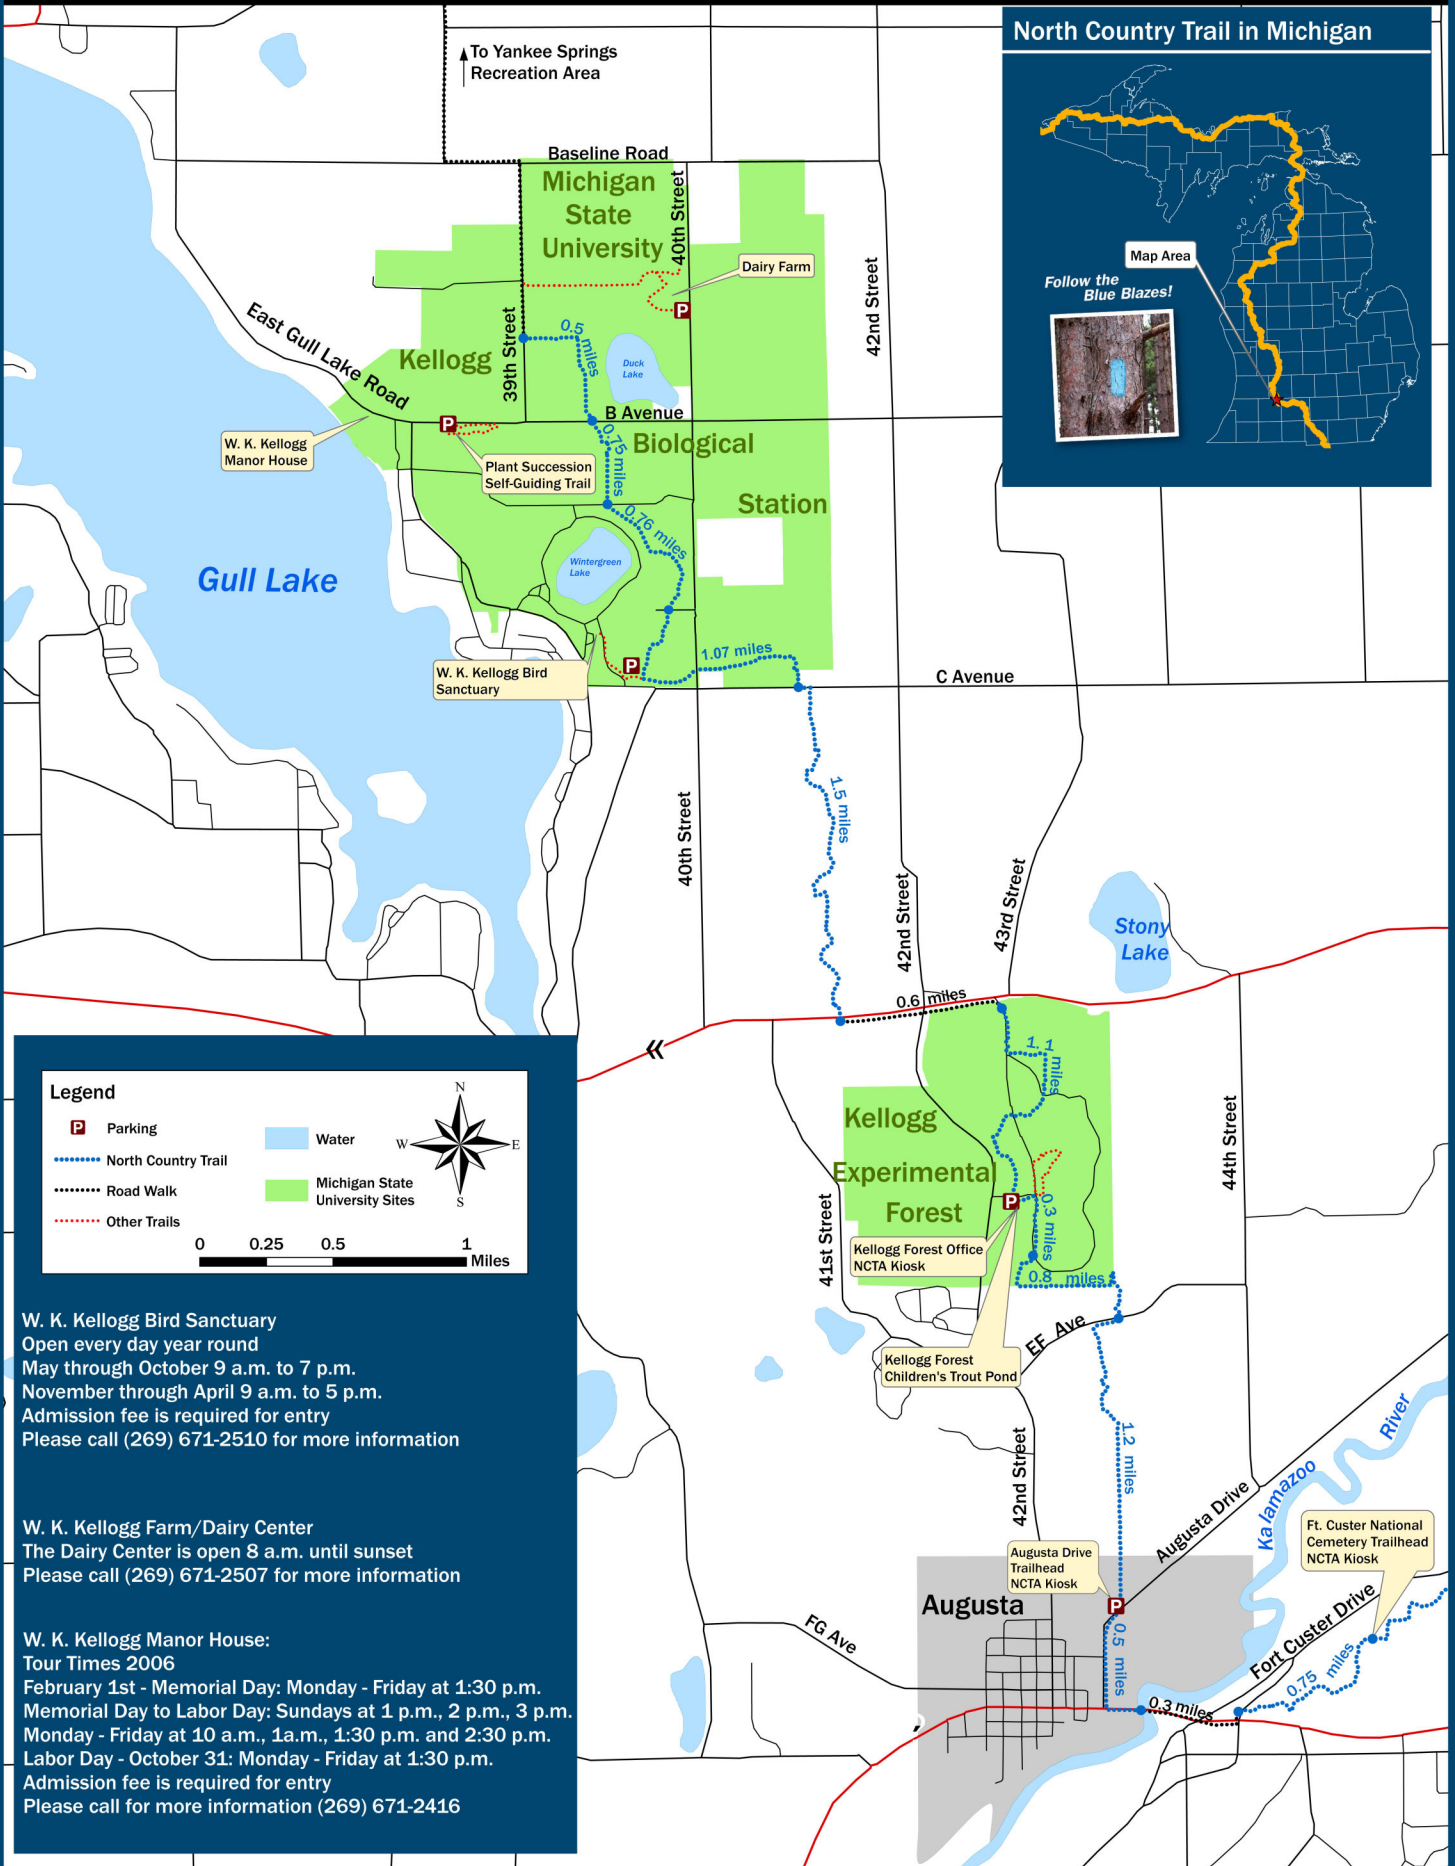 North Country Trail in Michigan
Map Area
Follow the
Blue Blazes!
To Yankee Springs
Recreation Area
Baseline Road
Michigan
State
University
40th Street
Dairy Farm
42nd Street
East Gull Lake Road
39th Street
Kellogg
0.5
miles
Duck
Lake
B Avenue
P
P
W. K. Kellogg
Manor House
0.75
miles
Biological
Plant Succession
Self-Guiding Trail
Station
0.76 miles
Gull Lake
Wintergreen
Lake
W. K. Kellogg Bird
Sanctuary
P
1.07 miles
C Avenue
1.5 miles
40th Street
42nd Street
43rd Street
Stony
Lake
0.6 miles
1. 1
miles
Kellogg
Experimental
Forest
44th Street
41st Street
P
0.3 miles
Kellogg Forest Office
NCTA Kiosk
0.8 miles
EF Ave
Kellogg Forest
Children's Trout Pond
1.2 miles
42nd Street
River
Kalamazoo
Augusta Drive
Augusta Drive
Trailhead
NCTA Kiosk
Ft. Custer National
Cemetery Trailhead
NCTA Kiosk
P
Augusta
FG Ave
0.5 miles
Fort Custer Drive
0.75 miles
0.3 miles
Legend
P Parking
North Country Trail
Road Walk
Other Trails
Water
Michigan State
University Sites
N
W
E
S
0 0.25 0.5 1
Miles
W. K. Kellogg Bird Sanctuary
Open every day year round
May through October 9 a.m. to 7 p.m.
November through April 9 a.m. to 5 p.m.
Admission fee is required for entry
Please call (269) 671-2510 for more information
W. K. Kellogg Farm/Dairy Center
The Dairy Center is open 8 a.m. until sunset
Please call (269) 671-2507 for more information
W. K. Kellogg Manor House:
Tour Times 2006
February 1st - Memorial Day: Monday - Friday at 1:30 p.m.
Memorial Day to Labor Day: Sundays at 1 p.m., 2 p.m., 3 p.m.
Monday - Friday at 10 a.m., 1a.m., 1:30 p.m. and 2:30 p.m.
Labor Day - October 31: Monday - Friday at 1:30 p.m.
Admission fee is required for entry
Please call for more information (269) 671-2416